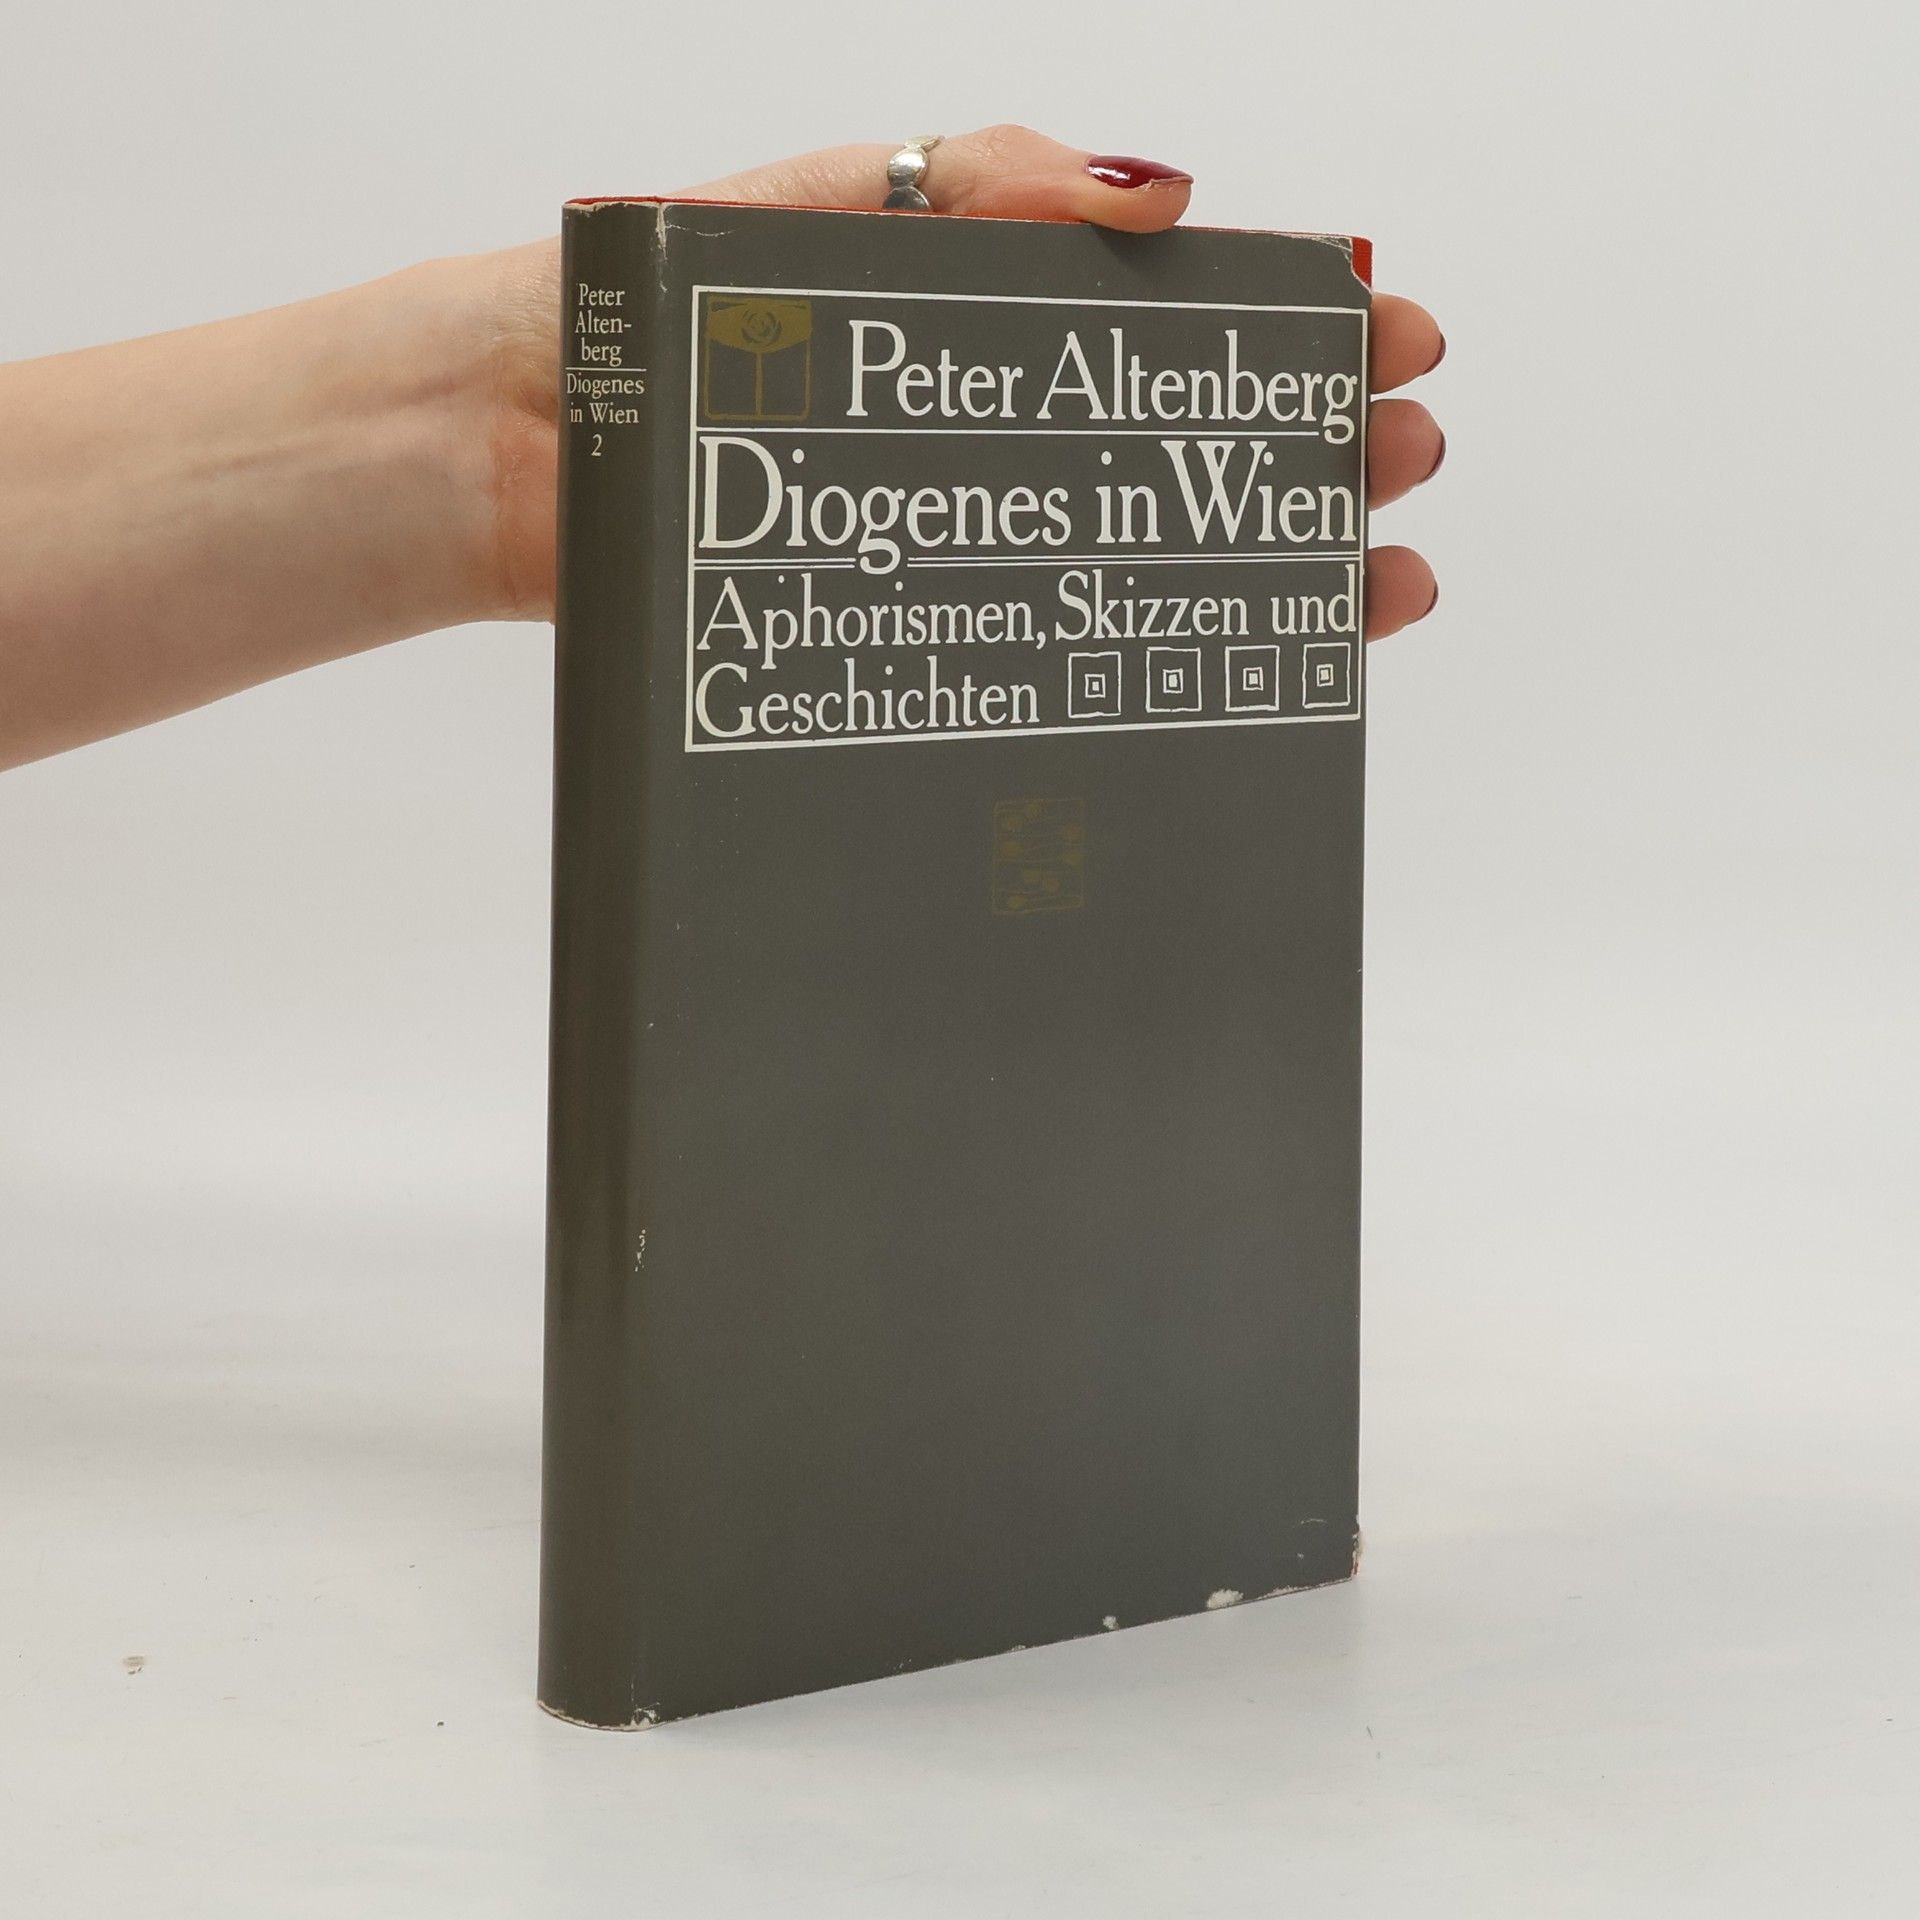 Peter
Alten-
berg
Diogenes
in Wien
2
Peter Altenberg
Diogenes in Wien
Aphorismen, Skizzen und
Geschichten